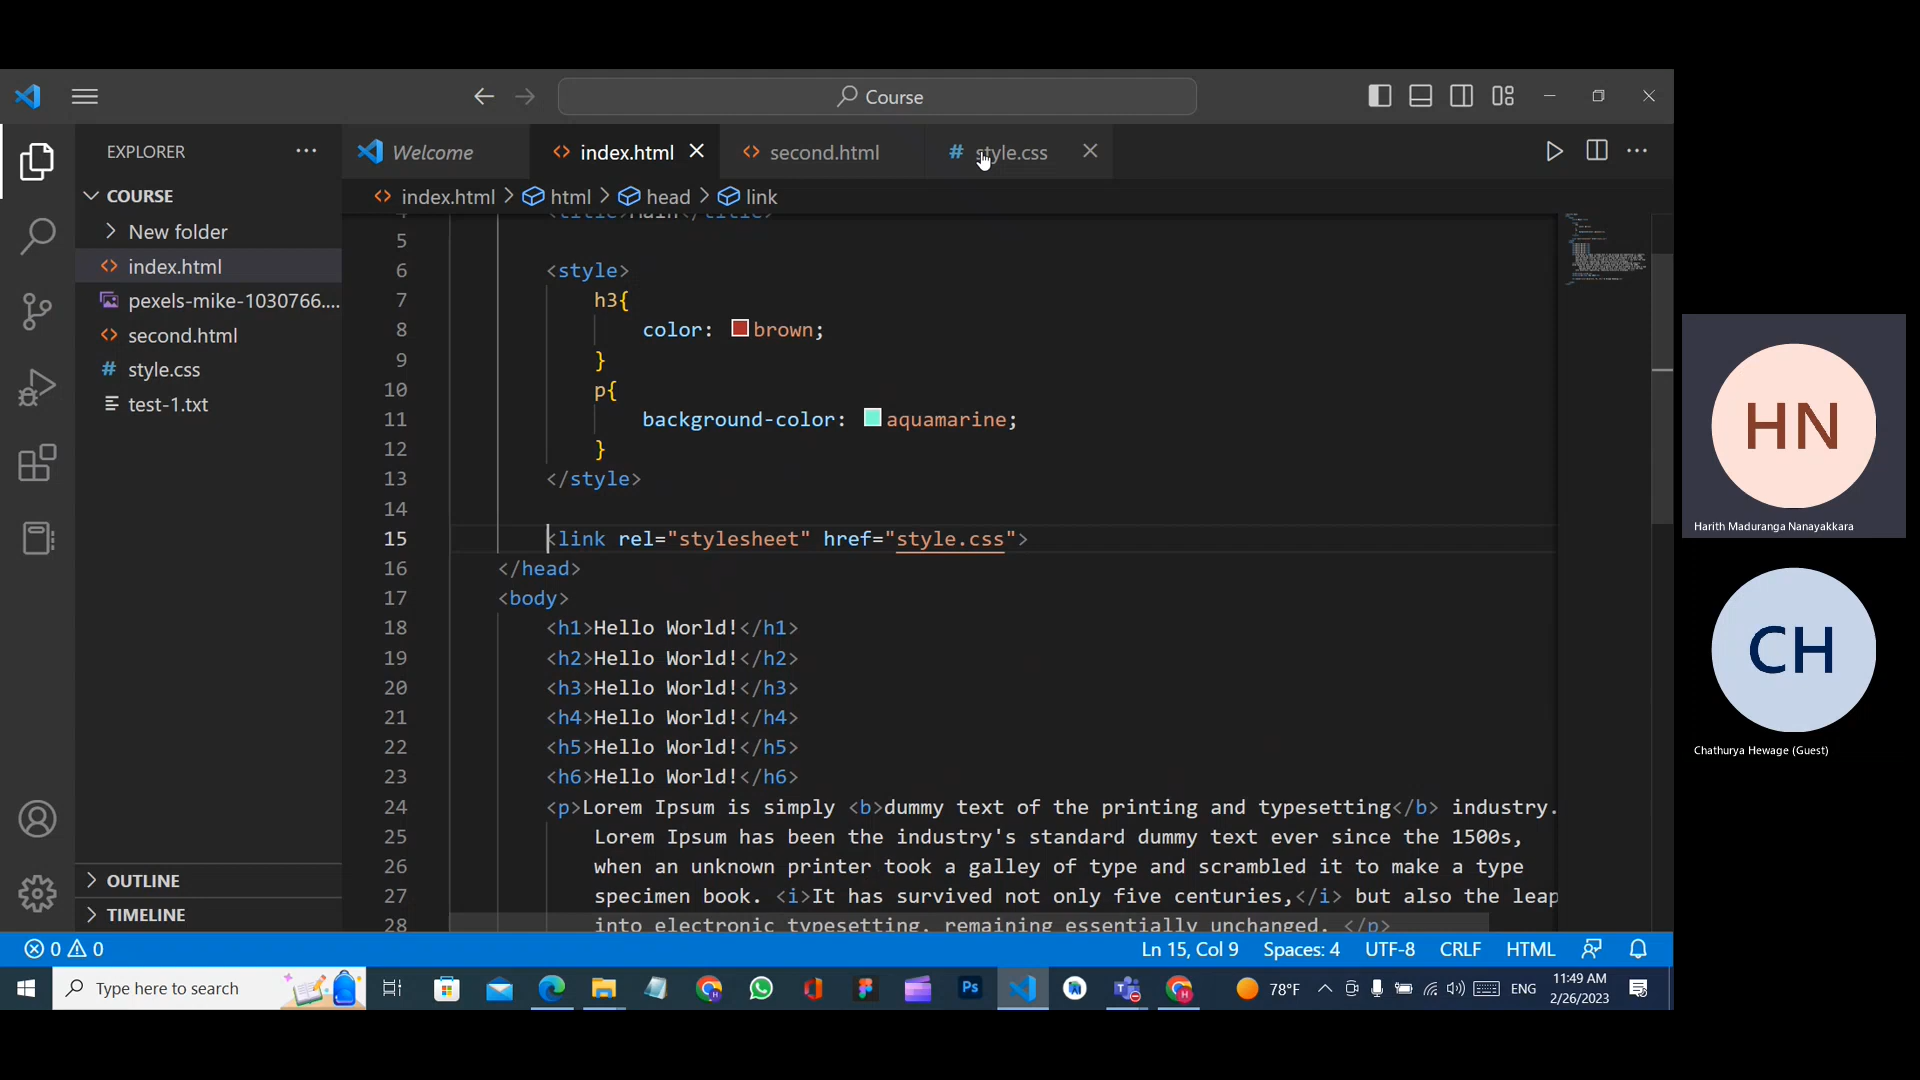 Course
EXPLORER
Welcome
index.html
second.html
style.css
COURSE
New folder
index.html
pexels-mike-1030766....
second.html
style.css
test-1.txt
OUTLINE
TIMELINE
index.html > html > head > link
4 <title>Main</title>
5
6 <style>
7 h3{
8 color: brown;
9 }
10 p{
11 background-color: aquamarine;
12 }
13 </style>
14
15 <link rel="stylesheet" href="style.css">
16 </head>
17 <body>
18 <h1>Hello World!</h1>
19 <h2>Hello World!</h2>
20 <h3>Hello World!</h3>
21 <h4>Hello World!</h4>
22 <h5>Hello World!</h5>
23 <h6>Hello World!</h6>
24 <p>Lorem Ipsum is simply <b>dummy text of the printing and typesetting</b> industry.
25 Lorem Ipsum has been the industry's standard dummy text ever since the 1500s,
26 when an unknown printer took a galley of type and scrambled it to make a type
27 specimen book. <i>It has survived not only five centuries,</i> but also the leap
28 into electronic typesetting, remaining essentially unchanged. </p>
0 0
Ln 15, Col 9
Spaces: 4
UTF-8
CRLF
HTML
Type here to search
Ps
78°F
ENG
11:49 AM
2/26/2023
HN
Harith Maduranga Nanayakkara
CH
Chathurya Hewage (Guest)